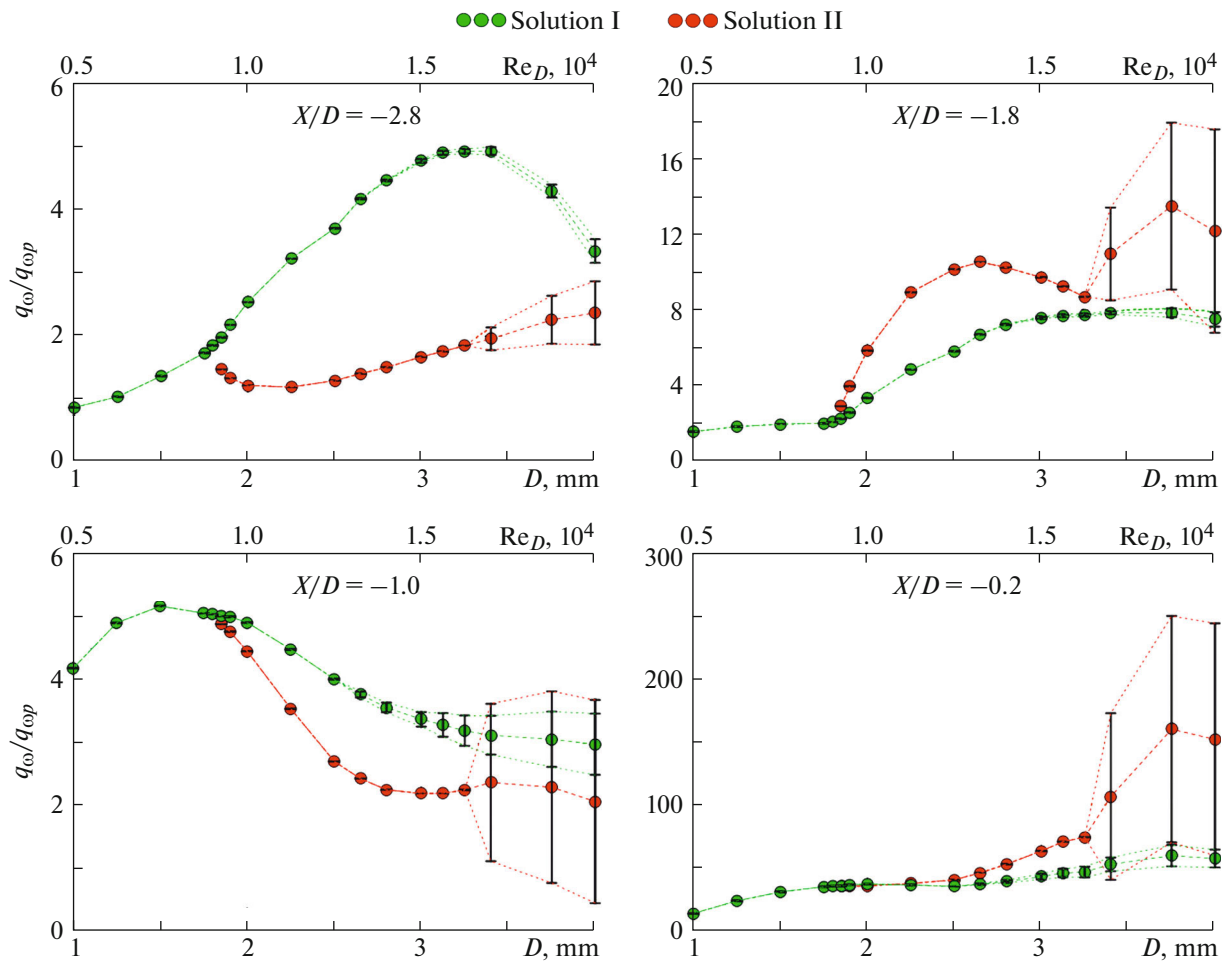 Solution I Solution II
0.5 1.0 1.5 Re_D, 10^4
X/D = −2.8
6
4
2
0
q_ω/q_ωp
1 2 3 D, mm
0.5 1.0 1.5 Re_D, 10^4
X/D = −1.8
20
16
12
8
4
0
1 2 3 D, mm
0.5 1.0 1.5 Re_D, 10^4
X/D = −1.0
6
4
2
0
q_ω/q_ωp
1 2 3 D, mm
0.5 1.0 1.5 Re_D, 10^4
X/D = −0.2
300
200
100
0
1 2 3 D, mm